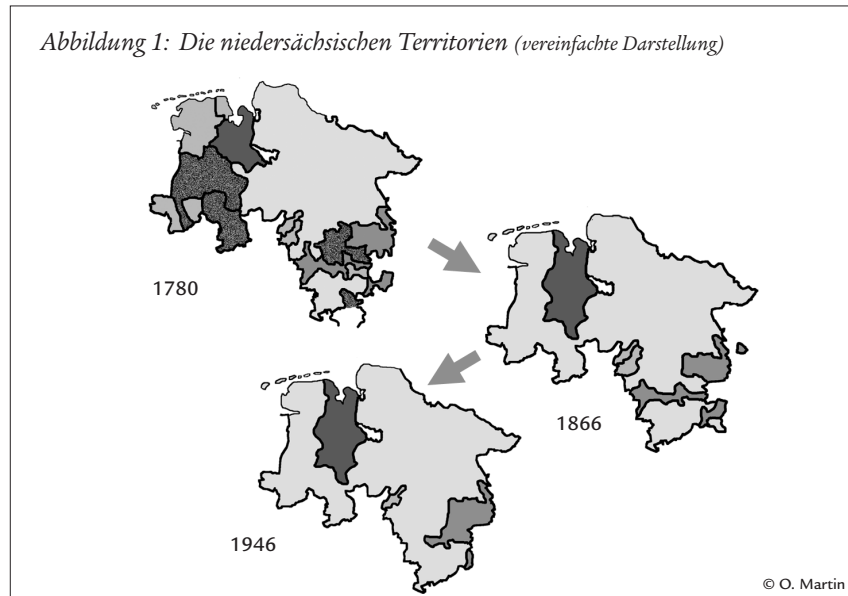 Abbildung 1: Die niedersächsischen Territorien (vereinfachte Darstellung)
1780
1866
1946
© O. Martin